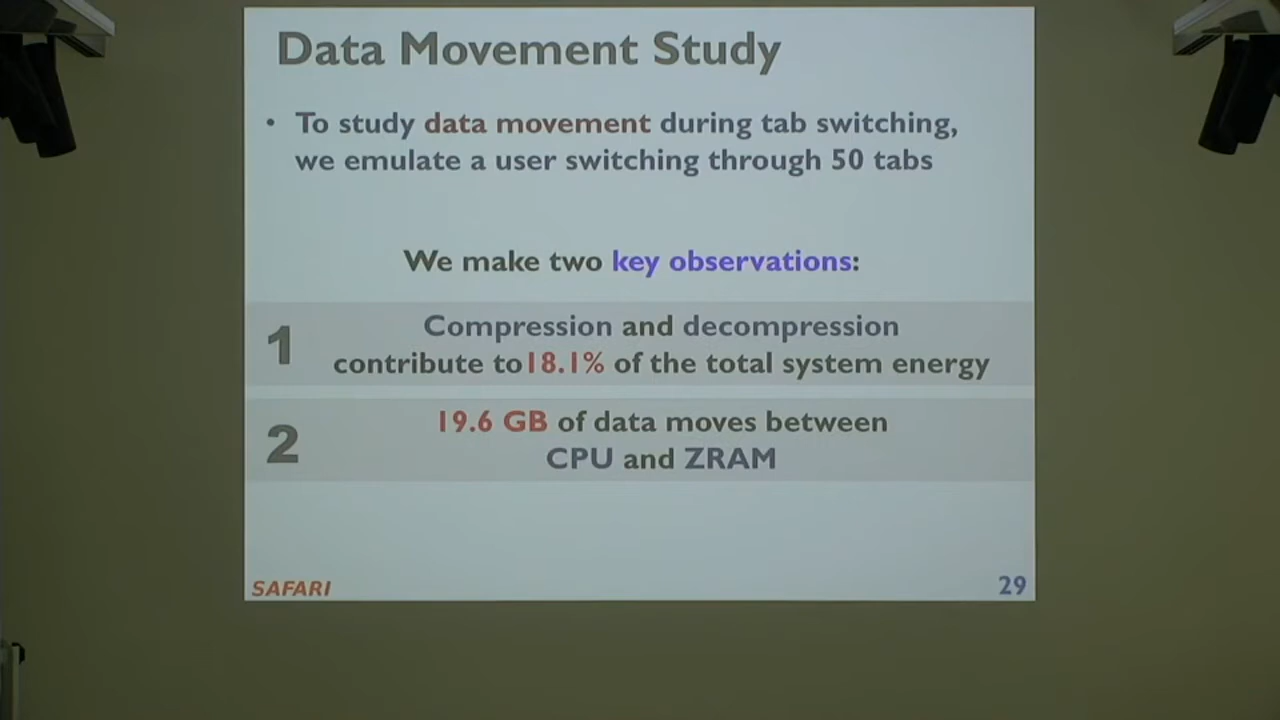 Data Movement Study
• To study data movement during tab switching,
we emulate a user switching through 50 tabs
We make two key observations:
1
Compression and decompression
contribute to 18.1% of the total system energy
2
19.6 GB of data moves between
CPU and ZRAM
SAFARI
29